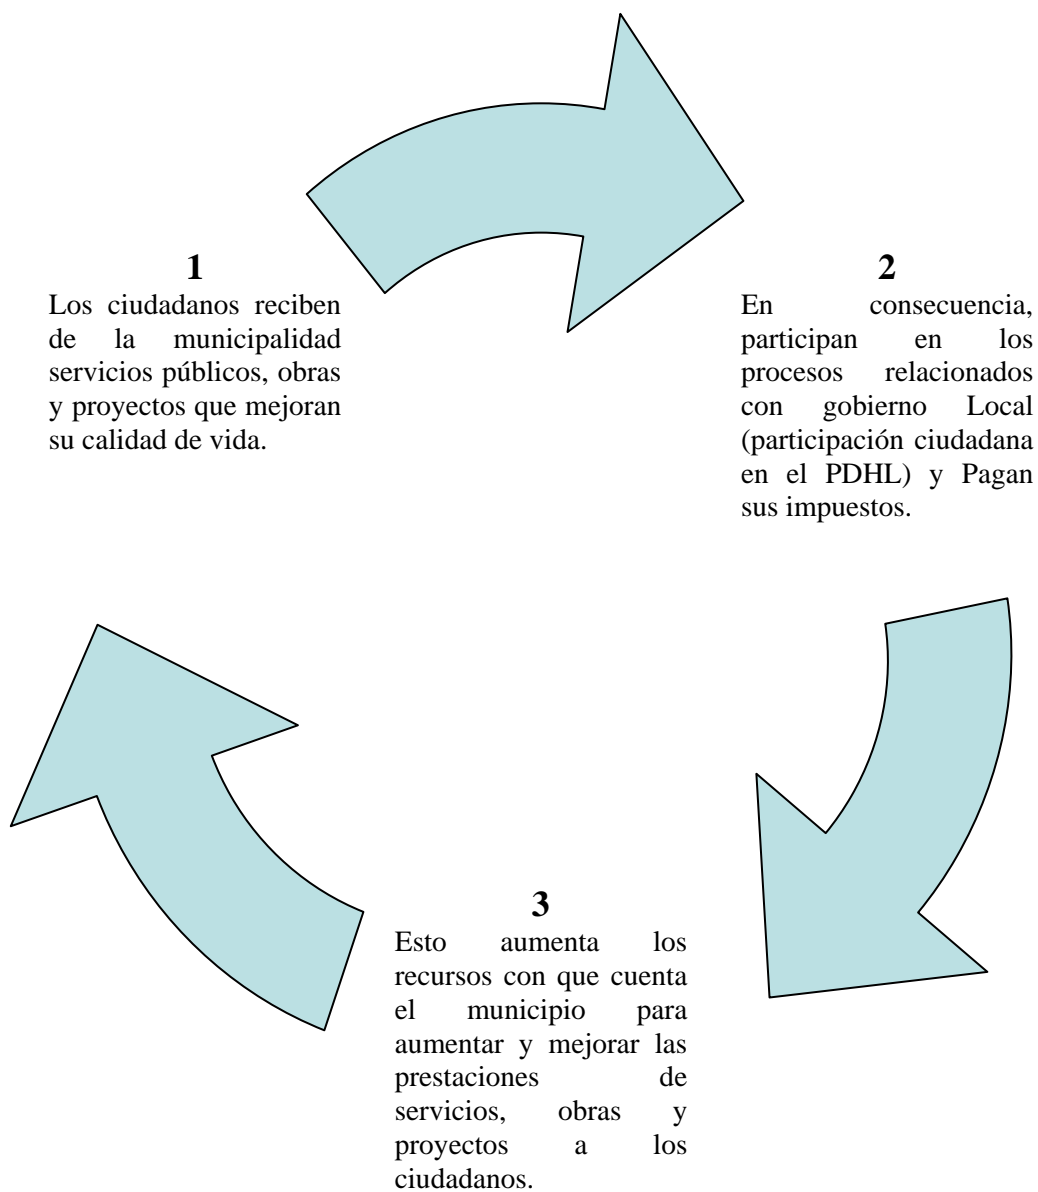 1
Los ciudadanos reciben
de la municipalidad
servicios públicos, obras
y proyectos que mejoran
su calidad de vida.
2
En consecuencia,
participan en los
procesos relacionados
con gobierno Local
(participación ciudadana
en el PDHL) y Pagan
sus impuestos.
3
Esto aumenta los
recursos con que cuenta
el municipio para
aumentar y mejorar las
prestaciones de
servicios, obras y
proyectos a los
ciudadanos.